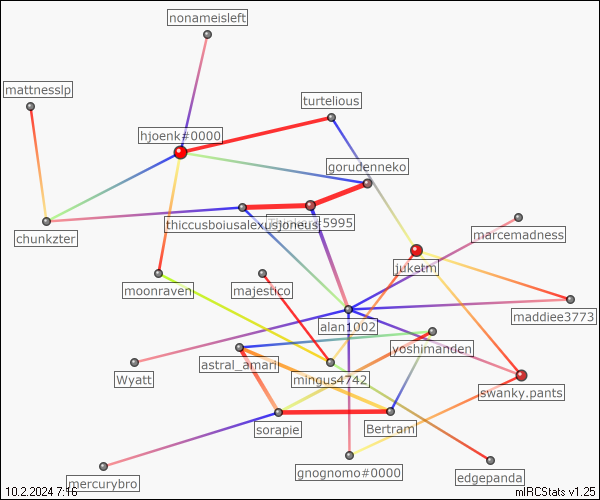 nonameisleft
mattnesslp
turtelious
hjoenk#0000
gorudenneko
thiccusboiusalexusjoneus
5995
marcemadness
chunkzter
juketm
moonraven
majestico
maddiee3773
alan1002
yoshimanden
astral_amari
mingus4742
Wyatt
swanky.pants
sorapie
Bertram
gnognomo#0000
edgepanda
mercurybro
10.2.2024 7:16
mIRCStats v1.25